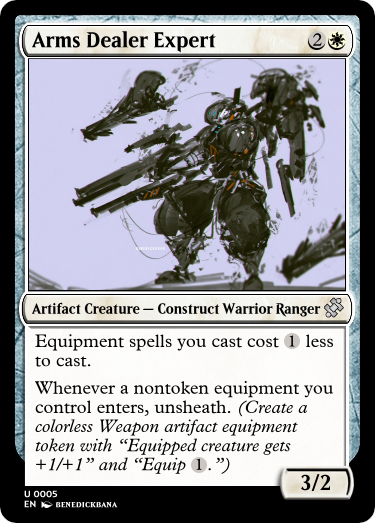 Arms Dealer Expert 2
Artifact Creature — Construct Warrior Ranger
Equipment spells you cast cost 1 less
to cast.
Whenever a nontoken equipment you
control enters, unsheath. (Create a
colorless Weapon artifact equipment
token with “Equipped creature gets
+1/+1” and “Equip 1.”)
3/2
U 0005
EN BENEDICKBANA